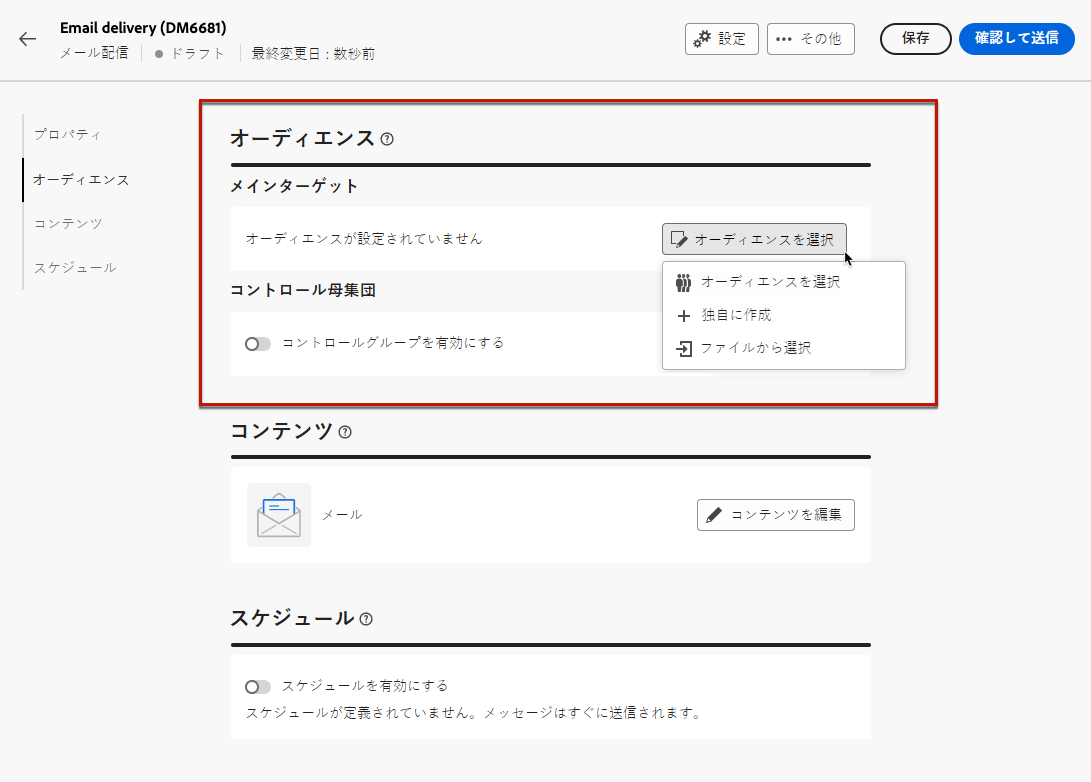 Email delivery (DM6681)
メール配信 ドラフト 最終変更日 : 数秒前
設定
その他
保存
確認して送信
プロパティ
オーディエンス
コンテンツ
スケジュール
オーディエンス
メインターゲット
オーディエンスが設定されていません
オーディエンスを選択
オーディエンスを選択
独自に作成
ファイルから選択
コントロール母集団
コントロールグループを有効にする
コンテンツ
メール
コンテンツを編集
スケジュール
スケジュールを有効にする
スケジュールが定義されていません。メッセージはすぐに送信されます。